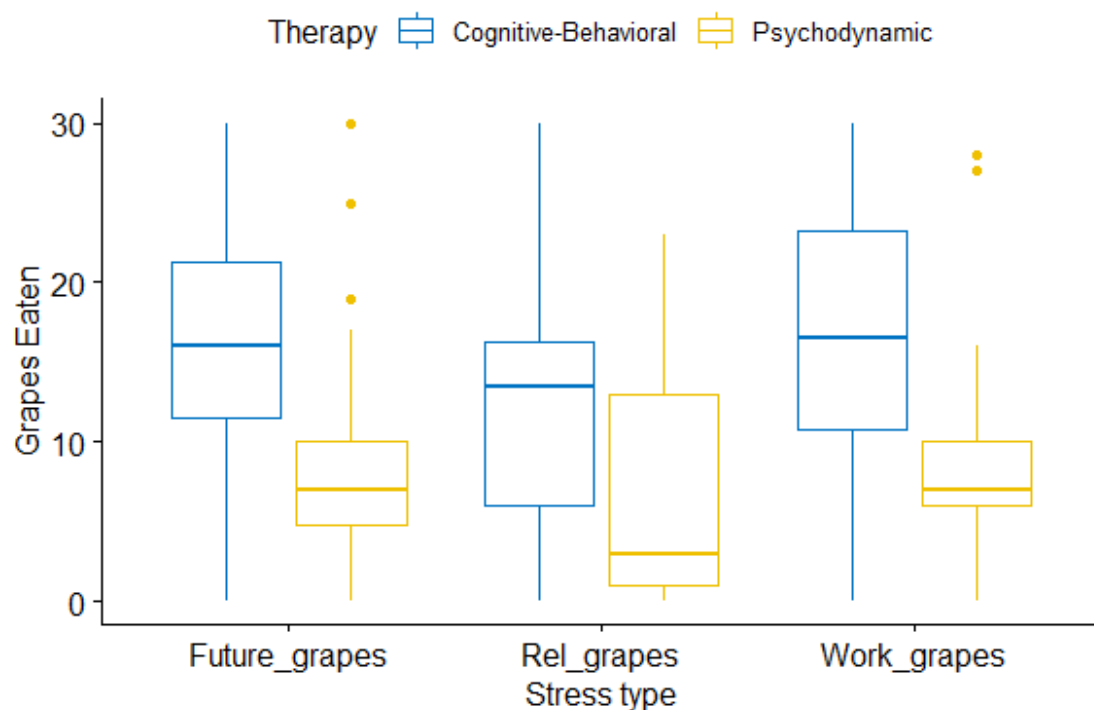 Therapy Cognitive-Behavioral Psychodynamic
30
20
10
0
Grapes Eaten
Future_grapes Rel_grapes Work_grapes
Stress type